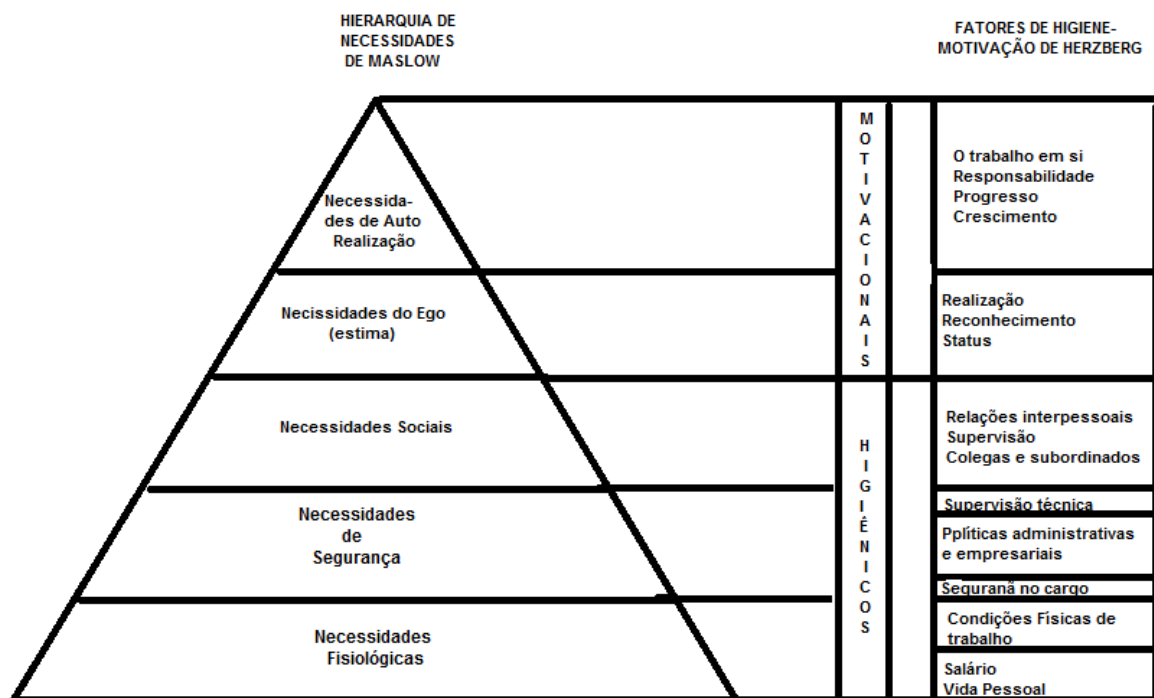 HIERARQUIA DE
NECESSIDADES
DE MASLOW
FATORES DE HIGIENE-
MOTIVAÇÃO DE HERZBERG
Necessida-
des de Auto
Realização
Necissidades do Ego
(estima)
Necessidades Sociais
Necessidades
de
Segurança
Necessidades
Fisiológicas
MOTIVACIONAIS
HIGIÊNICOS
O trabalho em si
Responsabilidade
Progresso
Crescimento
Realização
Reconhecimento
Status
Relações interpessoais
Supervisão
Colegas e subordinados
Supervisão técnica
Pplíticas administrativas
e empresariais
Seguranã no cargo
Condições Físicas de
trabalho
Salário
Vida Pessoal